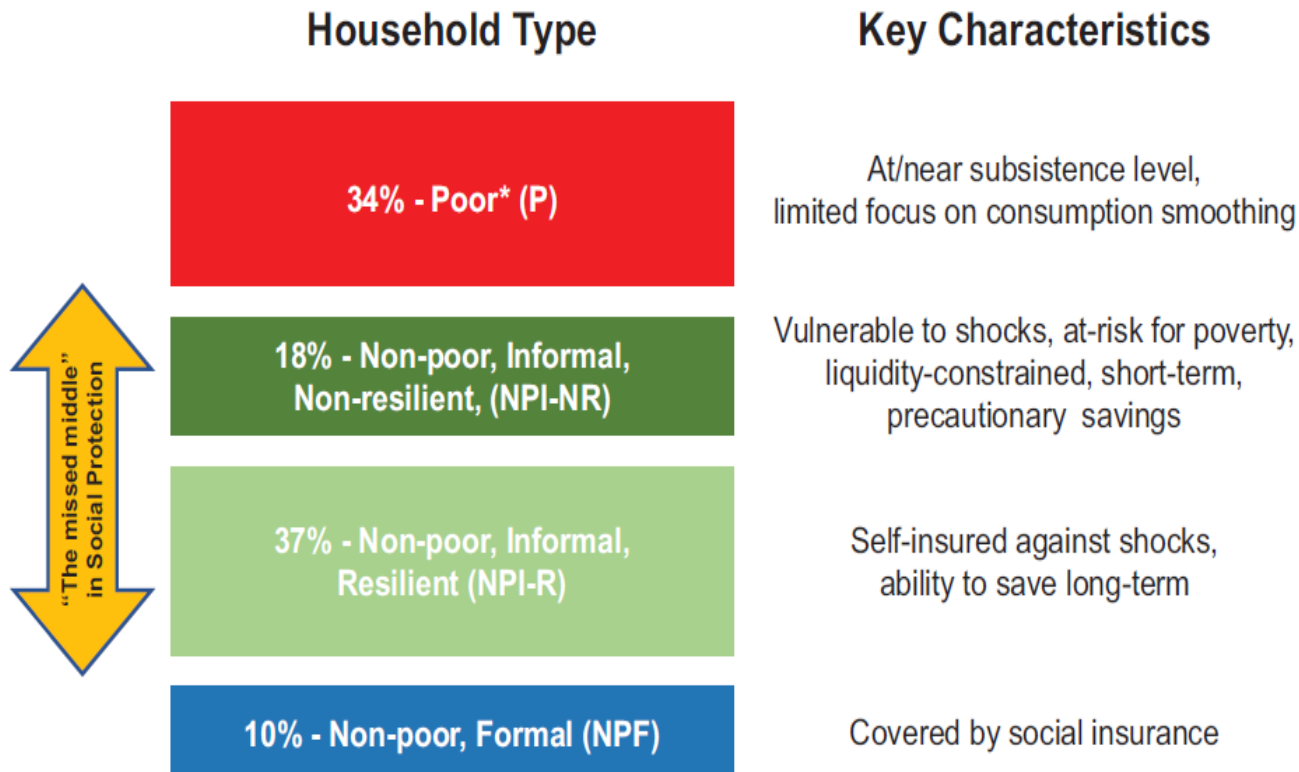 Household Type
Key Characteristics
34% - Poor* (P)
At/near subsistence level,
limited focus on consumption smoothing
"The missed middle"
in Social Protection
18% - Non-poor, Informal,
Non-resilient, (NPI-NR)
Vulnerable to shocks, at-risk for poverty,
liquidity-constrained, short-term,
precautionary savings
37% - Non-poor, Informal,
Resilient (NPI-R)
Self-insured against shocks,
ability to save long-term
10% - Non-poor, Formal (NPF)
Covered by social insurance